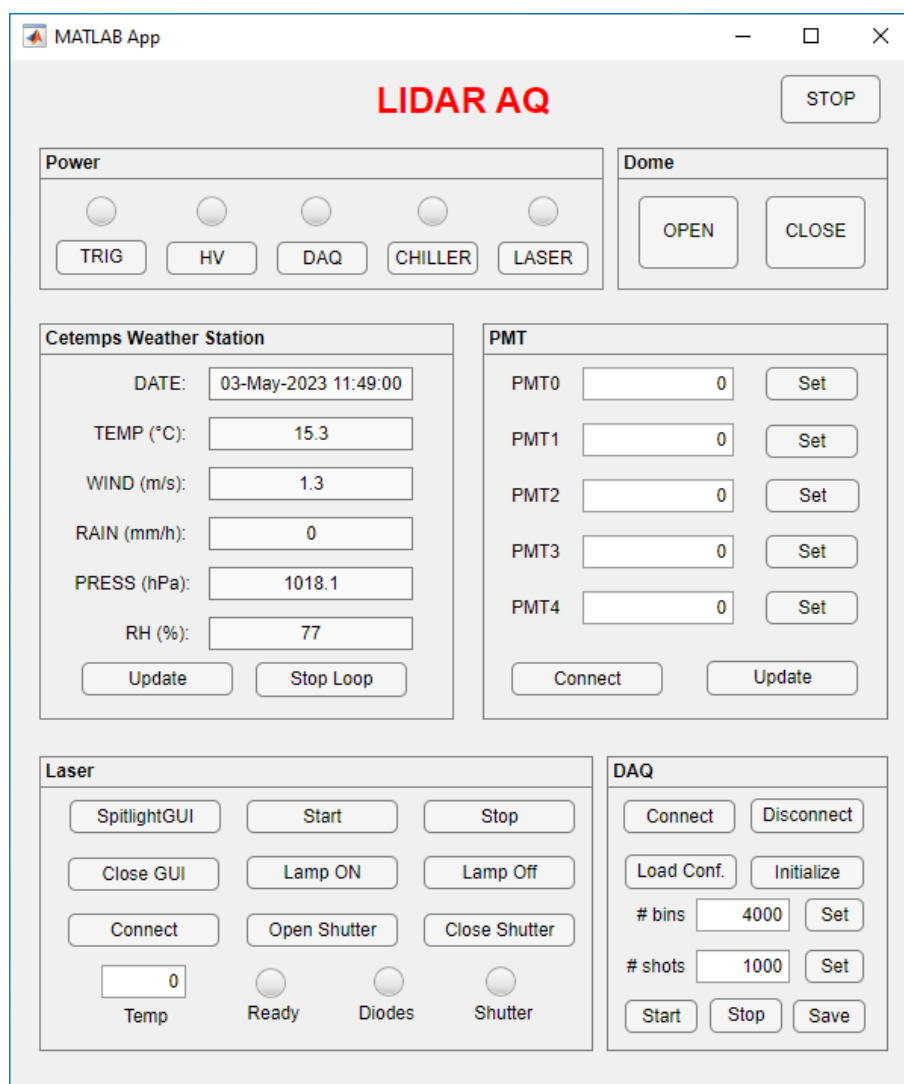 MATLAB App
LIDAR AQ
STOP
Power
TRIG HV DAQ CHILLER LASER
Dome
OPEN CLOSE
Cetemps Weather Station
DATE: 03-May-2023 11:49:00
TEMP (°C): 15.3
WIND (m/s): 1.3
RAIN (mm/h): 0
PRESS (hPa): 1018.1
RH (%): 77
Update Stop Loop
PMT
PMT0 0 Set
PMT1 0 Set
PMT2 0 Set
PMT3 0 Set
PMT4 0 Set
Connect Update
Laser
SpitlightGUI Start Stop
Close GUI Lamp ON Lamp Off
Connect Open Shutter Close Shutter
0
Temp Ready Diodes Shutter
DAQ
Connect Disconnect
Load Conf. Initialize
# bins 4000 Set
# shots 1000 Set
Start Stop Save